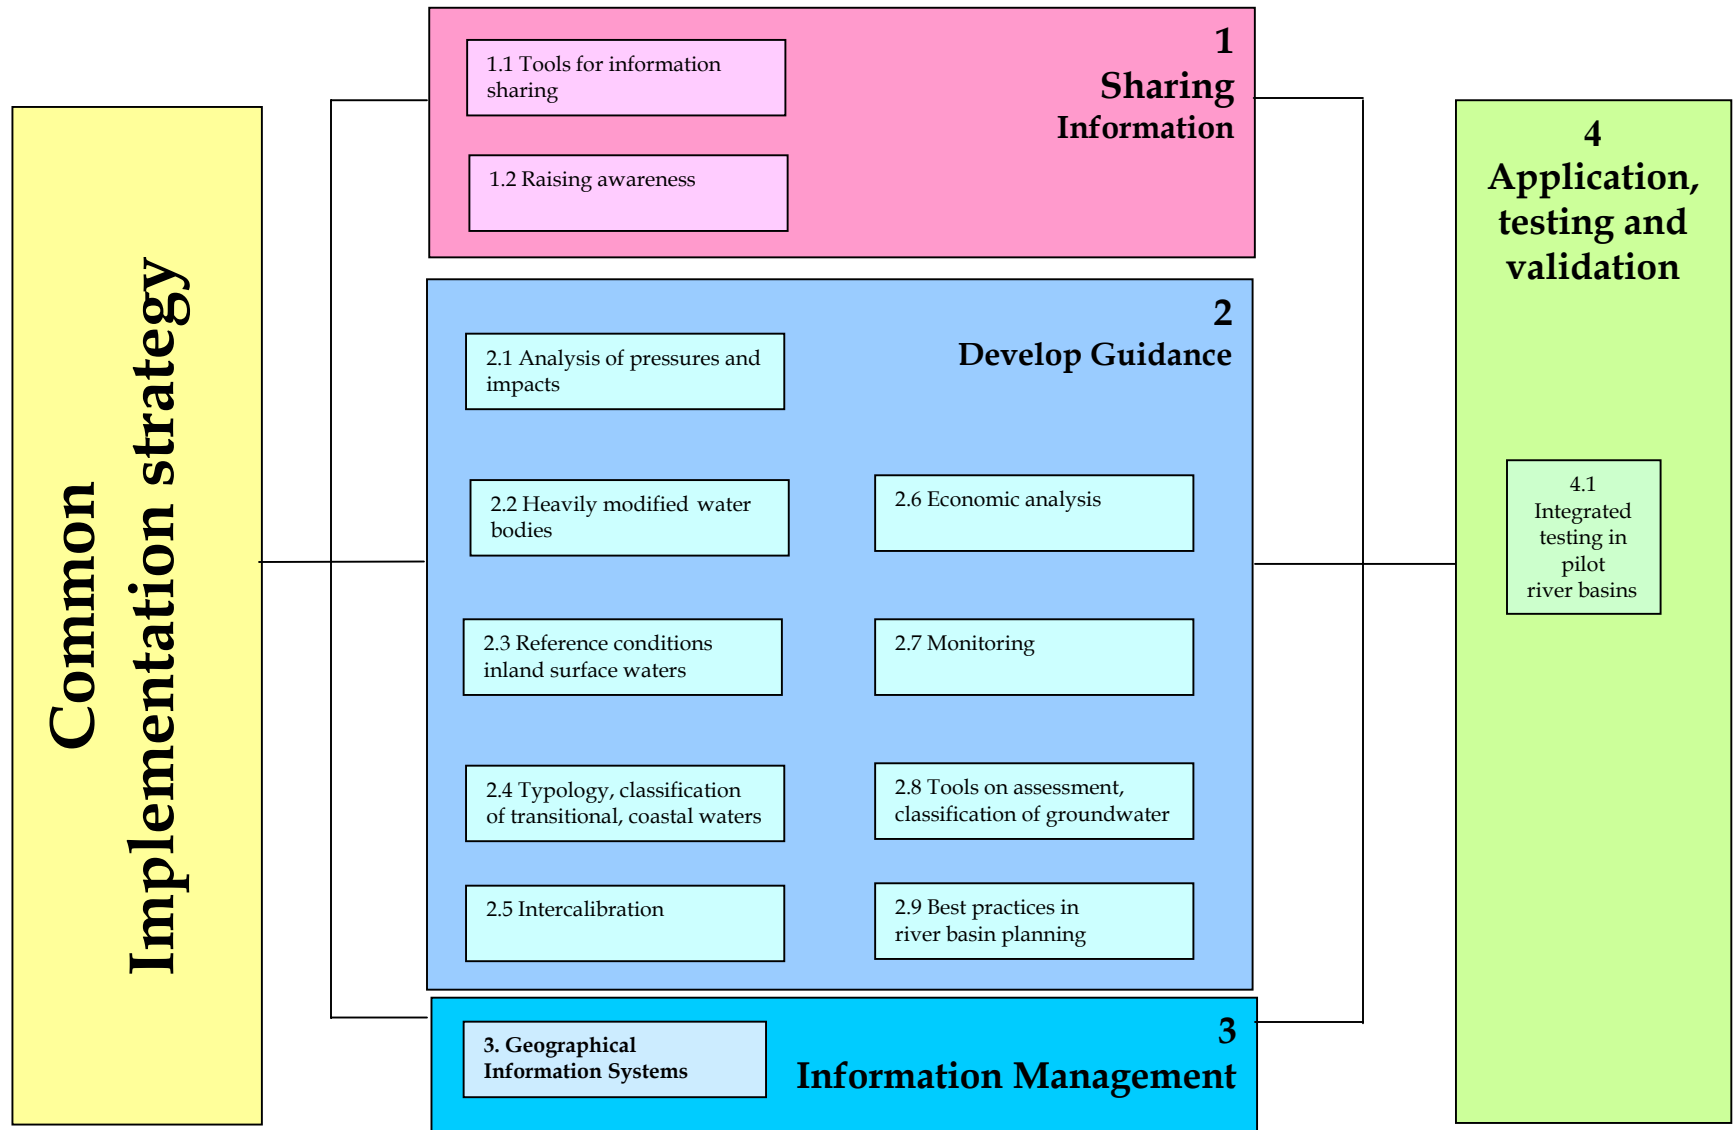 Common
Implementation strategy
1
Sharing
Information
1.1 Tools for information
sharing
1.2 Raising awareness
2
Develop Guidance
2.1 Analysis of pressures and
impacts
2.2 Heavily modified water
bodies
2.3 Reference conditions
inland surface waters
2.4 Typology, classification
of transitional, coastal waters
2.5 Intercalibration
2.6 Economic analysis
2.7 Monitoring
2.8 Tools on assessment,
classification of groundwater
2.9 Best practices in
river basin planning
3
Information Management
3. Geographical
Information Systems
4
Application,
testing and
validation
4.1
Integrated
testing in
pilot
river basins